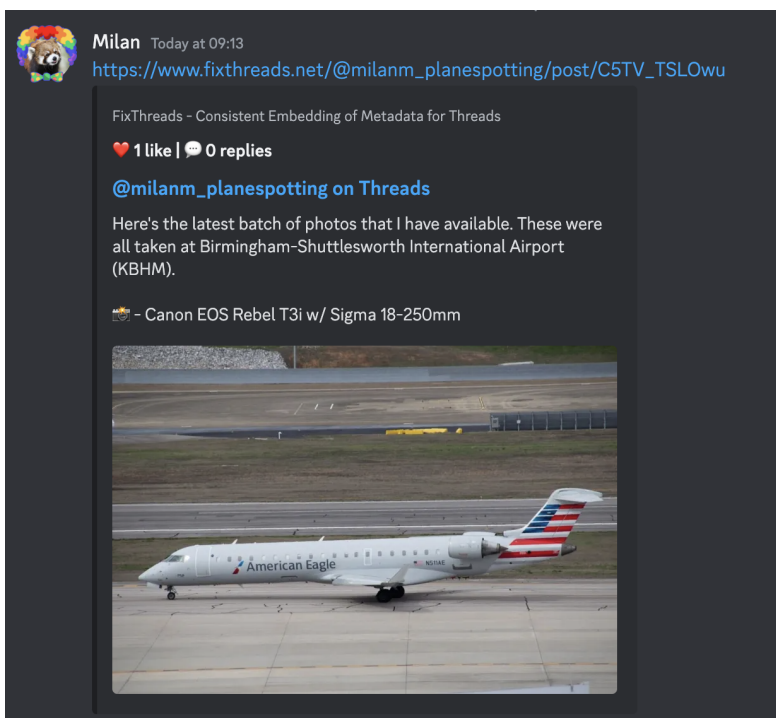 Milan Today at 09:13
https://www.fixthreads.net/@milanm_planespotting/post/C5TV_TSLOwu
FixThreads - Consistent Embedding of Metadata for Threads
❤️ 1 like | 💬 0 replies
@milanm_planespotting on Threads
Here's the latest batch of photos that I have available. These were
all taken at Birmingham-Shuttlesworth International Airport
(KBHM).
📸 - Canon EOS Rebel T3i w/ Sigma 18-250mm
American Eagle